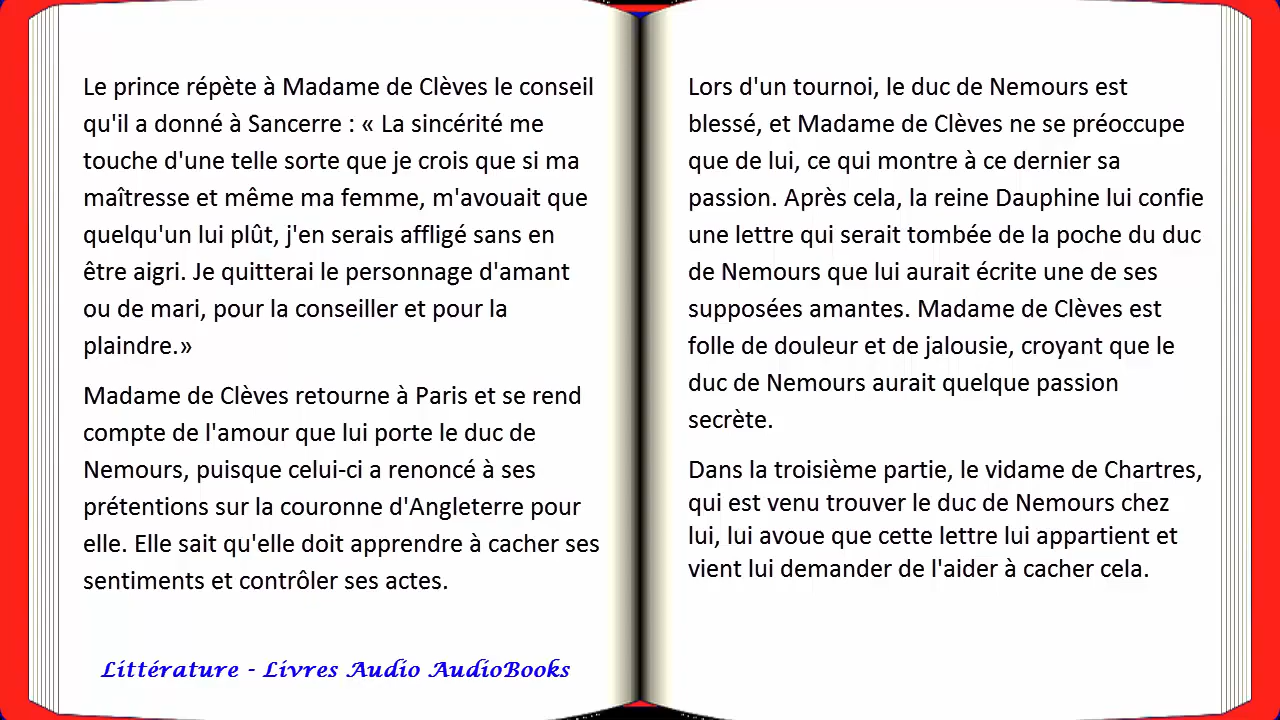 Le prince répète à Madame de Clèves le conseil
qu'il a donné à Sancerre : « La sincérité me
touche d'une telle sorte que je crois que si ma
maîtresse et même ma femme, m'avouait que
quelqu'un lui plût, j'en serais affligé sans en
être aigri. Je quitterai le personnage d'amant
ou de mari, pour la conseiller et pour la
plaindre.»
Madame de Clèves retourne à Paris et se rend
compte de l'amour que lui porte le duc de
Nemours, puisque celui-ci a renoncé à ses
prétentions sur la couronne d'Angleterre pour
elle. Elle sait qu'elle doit apprendre à cacher ses
sentiments et contrôler ses actes.
Littérature - Livres Audio AudioBooks
Lors d'un tournoi, le duc de Nemours est
blessé, et Madame de Clèves ne se préoccupe
que de lui, ce qui montre à ce dernier sa
passion. Après cela, la reine Dauphine lui confie
une lettre qui serait tombée de la poche du duc
de Nemours que lui aurait écrite une de ses
supposées amantes. Madame de Clèves est
folle de douleur et de jalousie, croyant que le
duc de Nemours aurait quelque passion
secrète.
Dans la troisième partie, le vidame de Chartres,
qui est venu trouver le duc de Nemours chez
lui, lui avoue que cette lettre lui appartient et
vient lui demander de l'aider à cacher cela.